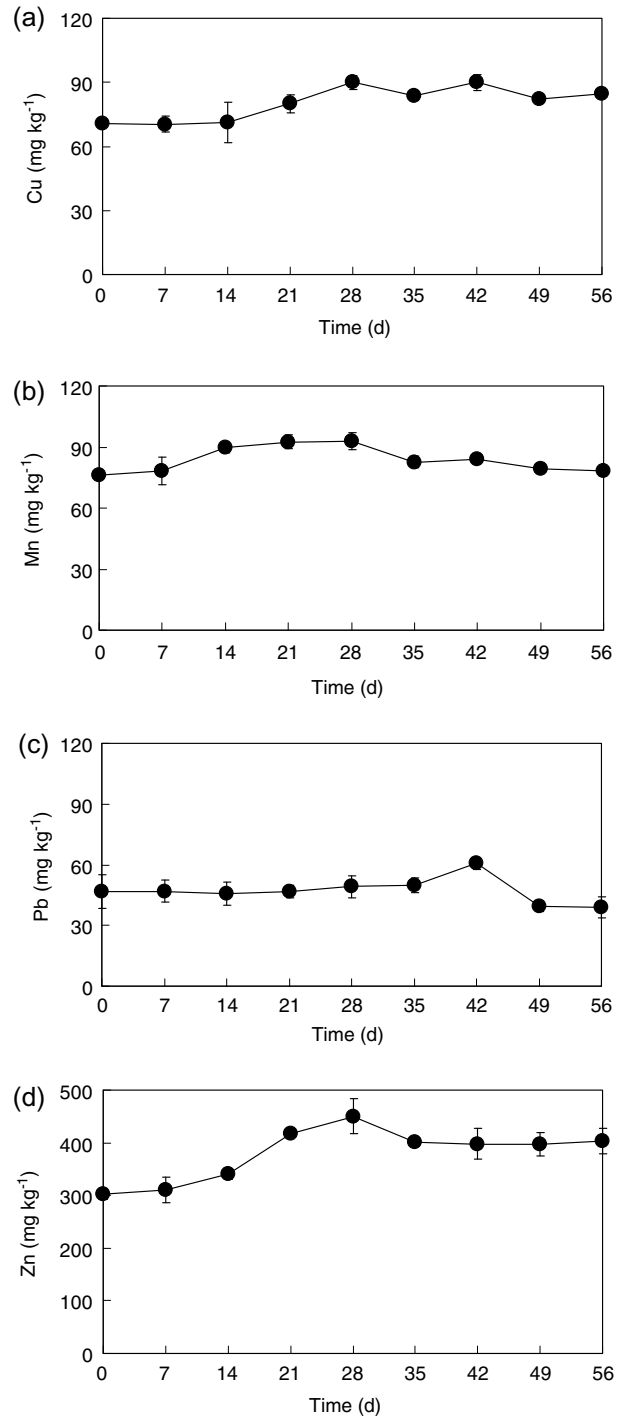 (a)
120
90
60
30
0
Cu (mg kg-1)
0 7 14 21 28 35 42 49 56
Time (d)
(b)
120
90
60
30
0
Mn (mg kg-1)
0 7 14 21 28 35 42 49 56
Time (d)
(c)
120
90
60
30
0
Pb (mg kg-1)
0 7 14 21 28 35 42 49 56
Time (d)
(d)
500
400
300
200
100
0
Zn (mg kg-1)
0 7 14 21 28 35 42 49 56
Time (d)